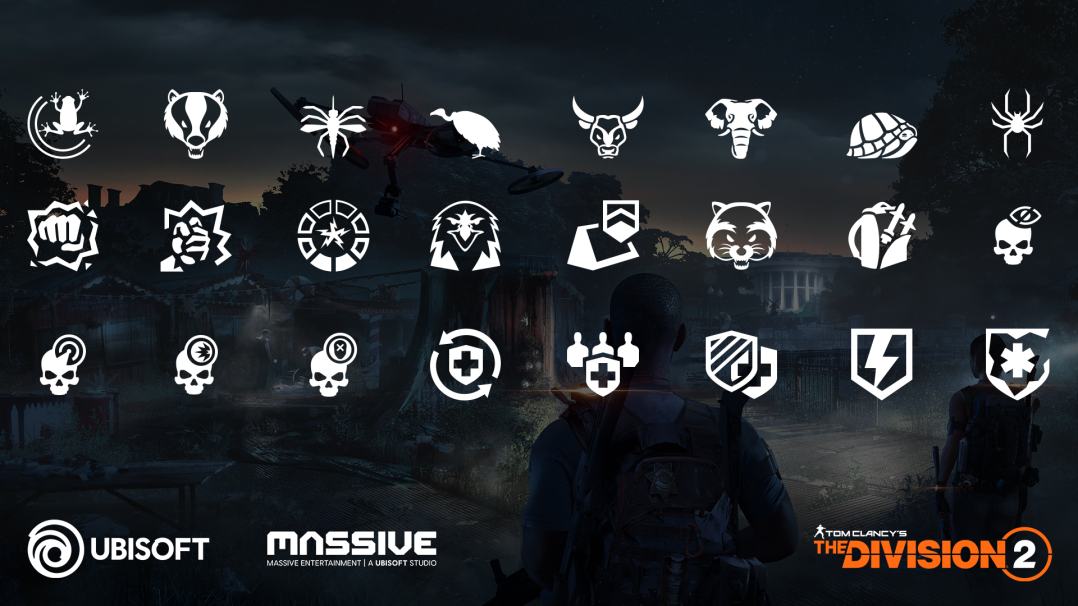 UBISOFT
MASSIVE
MASSIVE ENTERTAINMENT | A UBISOFT STUDIO
TOM CLANCY'S
THE DIVISION 2